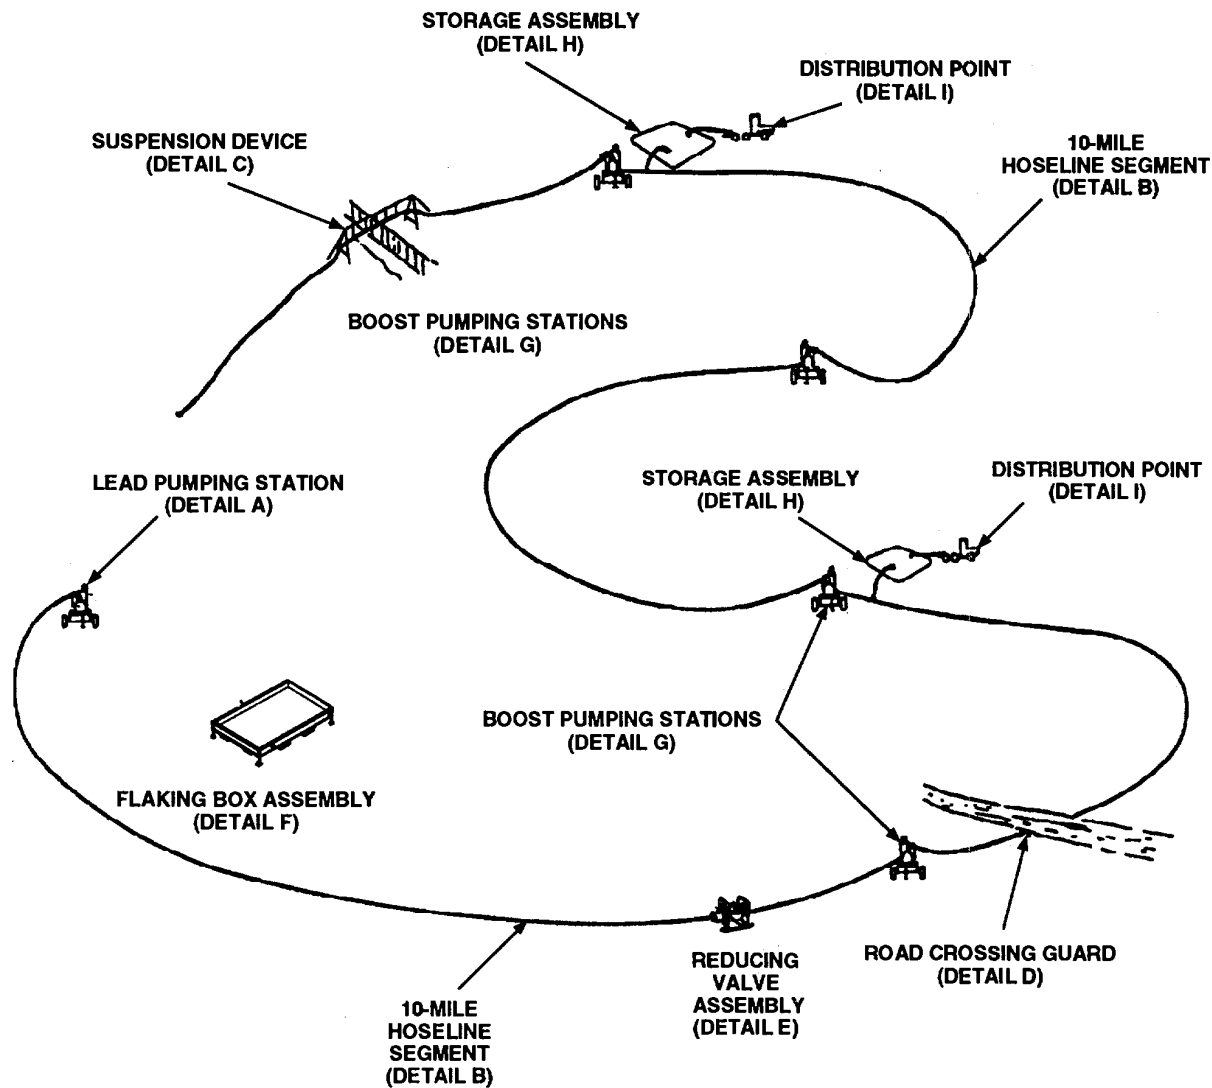 STORAGE ASSEMBLY
(DETAIL H)
DISTRIBUTION POINT
(DETAIL I)
SUSPENSION DEVICE
(DETAIL C)
10-MILE
HOSELINE SEGMENT
(DETAIL B)
BOOST PUMPING STATIONS
(DETAIL G)
LEAD PUMPING STATION
(DETAIL A)
STORAGE ASSEMBLY
(DETAIL H)
DISTRIBUTION POINT
(DETAIL I)
BOOST PUMPING STATIONS
(DETAIL G)
FLAKING BOX ASSEMBLY
(DETAIL F)
ROAD CROSSING GUARD
(DETAIL D)
REDUCING
VALVE
ASSEMBLY
(DETAIL E)
10-MILE
HOSELINE
SEGMENT
(DETAIL B)